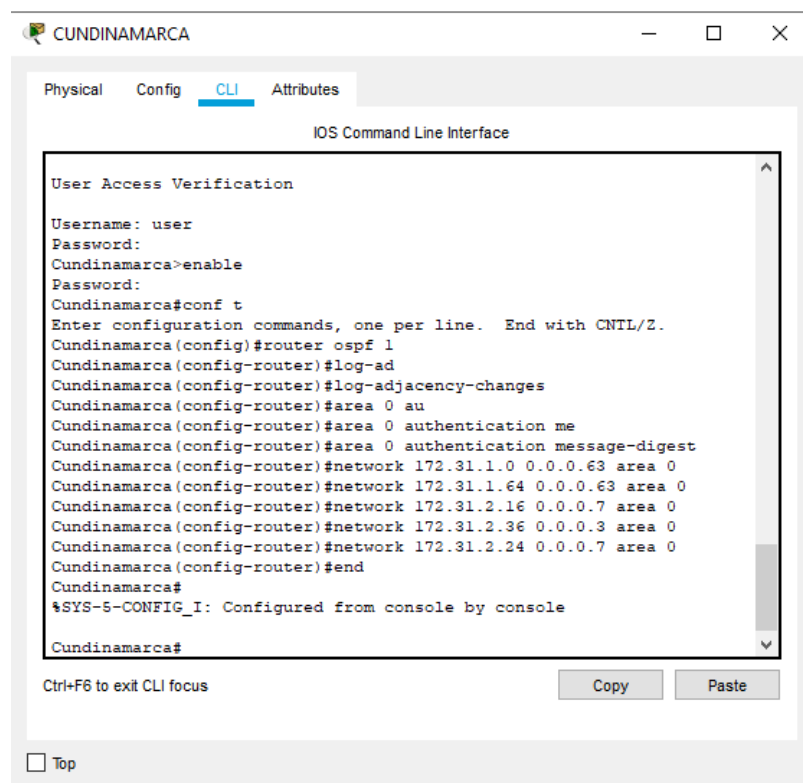 CUNDINAMARCA
Physical Config CLI Attributes
IOS Command Line Interface
User Access Verification
Username: user
Password:
Cundinamarca>enable
Password:
Cundinamarca#conf t
Enter configuration commands, one per line.  End with CNTL/Z.
Cundinamarca(config)#router ospf 1
Cundinamarca(config-router)#log-ad
Cundinamarca(config-router)#log-adjacency-changes
Cundinamarca(config-router)#area 0 au
Cundinamarca(config-router)#area 0 authentication me
Cundinamarca(config-router)#area 0 authentication message-digest
Cundinamarca(config-router)#network 172.31.1.0 0.0.0.63 area 0
Cundinamarca(config-router)#network 172.31.1.64 0.0.0.63 area 0
Cundinamarca(config-router)#network 172.31.2.16 0.0.0.7 area 0
Cundinamarca(config-router)#network 172.31.2.36 0.0.0.3 area 0
Cundinamarca(config-router)#network 172.31.2.24 0.0.0.7 area 0
Cundinamarca(config-router)#end
Cundinamarca#
%SYS-5-CONFIG_I: Configured from console by console
Cundinamarca#
Ctrl+F6 to exit CLI focus
Copy
Paste
Top